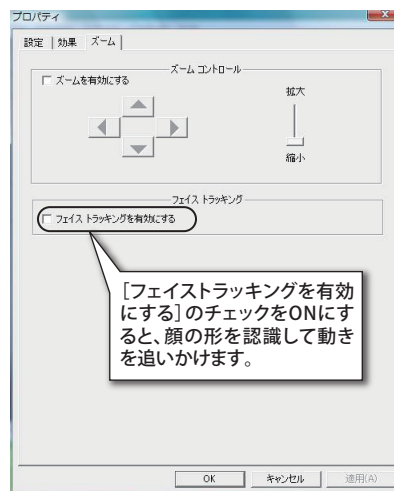 プロパティ
設定 効果 ズーム
ズーム コントロール
ズームを有効にする
拡大
縮小
フェイス トラッキング
フェイス トラッキングを有効にする
［フェイストラッキングを有効
にする］のチェックをONにす
ると、顔の形を認識して動き
を追いかけます。
OK キャンセル 適用(A)